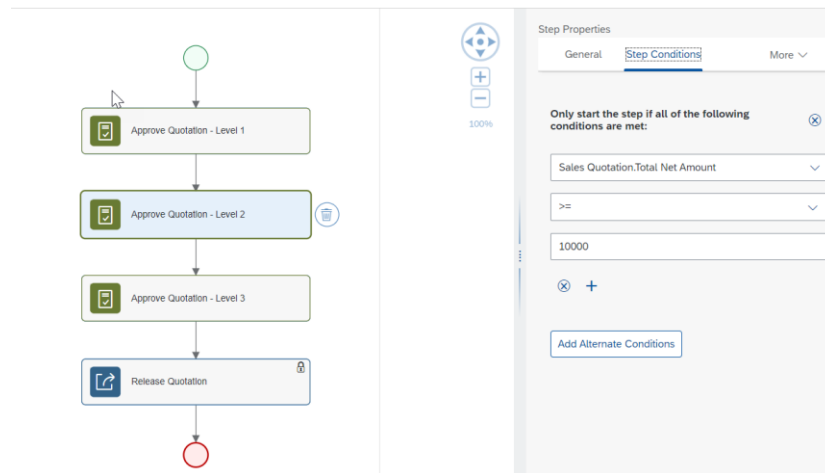 Approve Quotation - Level 1
Approve Quotation - Level 2
Approve Quotation - Level 3
Release Quotation
100%
Step Properties
General Step Conditions More
Only start the step if all of the following
conditions are met:
Sales Quotation.Total Net Amount
>=
10000
Add Alternate Conditions